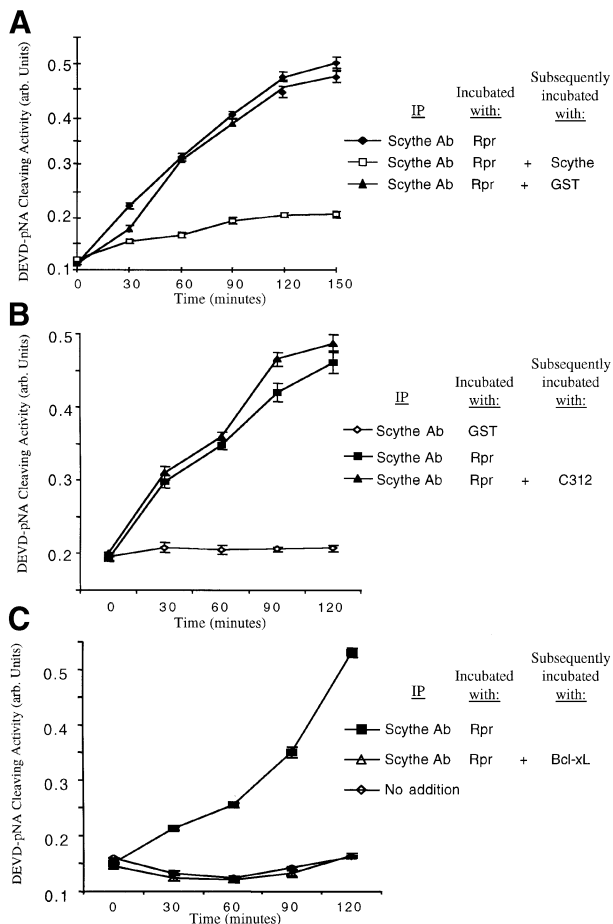 A
DEVD-pNA Cleaving Activity (arb. Units)
0.5
0.4
0.3
0.2
0.1
0 30 60 90 120 150
Time (minutes)
IP
Incubated with:
Subsequently incubated with:
Scythe Ab Rpr
Scythe Ab Rpr + Scythe
Scythe Ab Rpr + GST
B
DEVD-pNA Cleaving Activity (arb. Units)
0.5
0.4
0.3
0.2
0 30 60 90 120
Time (minutes)
IP
Incubated with:
Subsequently incubated with:
Scythe Ab GST
Scythe Ab Rpr
Scythe Ab Rpr + C312
C
DEVD-pNA Cleaving Activity (arb. Units)
0.5
0.4
0.3
0.2
0.1
0 30 60 90 120
Time (minutes)
IP
Incubated with:
Subsequently incubated with:
Scythe Ab Rpr
Scythe Ab Rpr + Bcl-xL
No addition